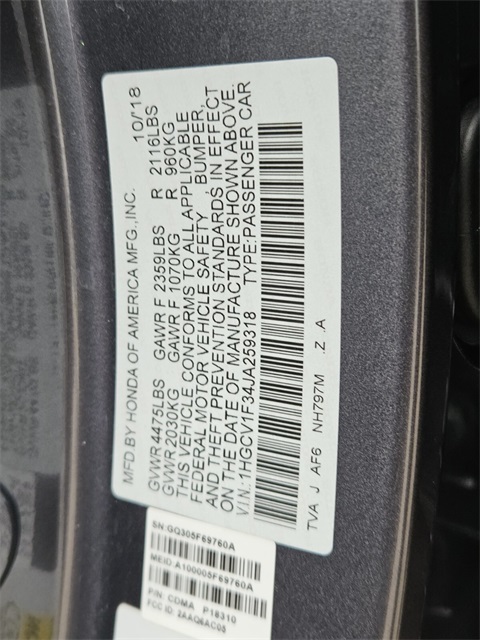 MFD.BY HONDA OF AMERICA MFG.,INC. 10/18
GVWR 4475LBS GAWR F 2359LBS R 2116LBS
GVWR 2030KG GAWR F 1070KG R 960KG
THIS VEHICLE CONFORMS TO ALL APPLICABLE
FEDERAL MOTOR VEHICLE SAFETY, BUMPER,
AND THEFT PREVENTION STANDARDS IN EFFECT
ON THE DATE OF MANUFACTURE SHOWN ABOVE.
V.I.N.:1HGCV1F34JA259318 TYPE:PASSENGER CAR
TVA J AF6 NH797M .Z .A
SN:GQ305F69760A
MEID:A100005F69760A
P/N: CDMA P18310
FCC ID: 2AAQ6AC05